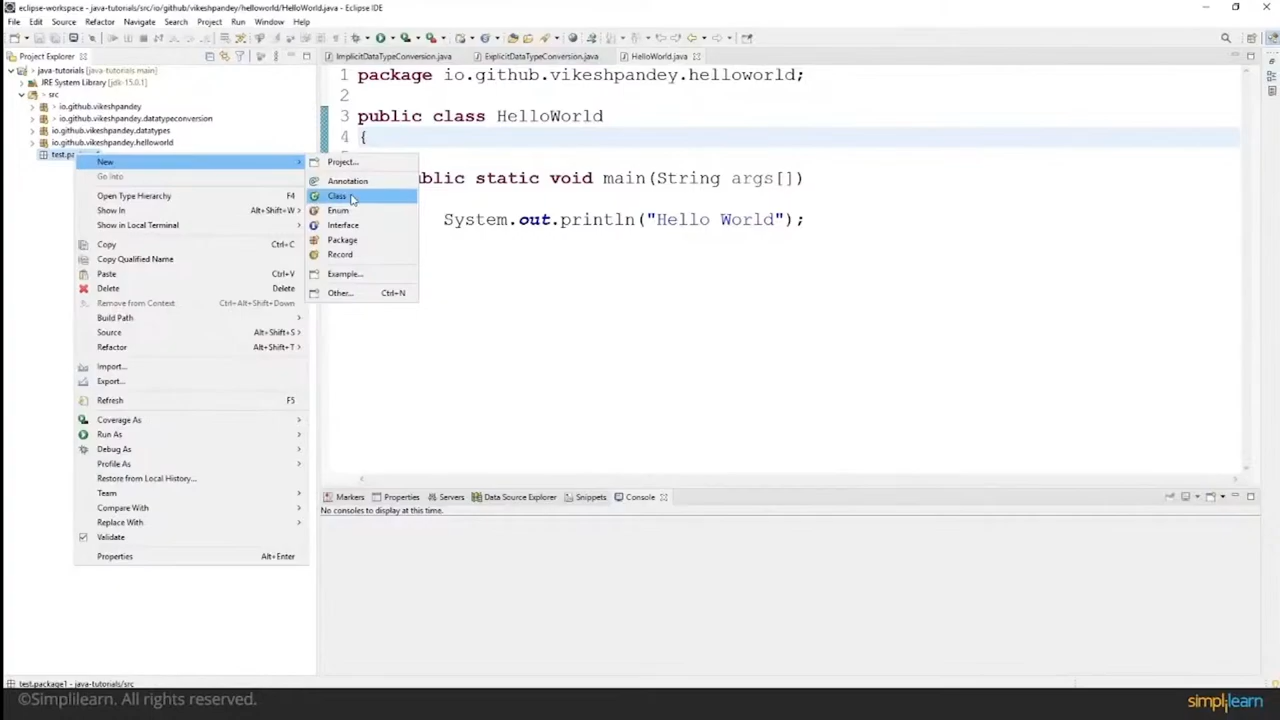 eclipse-workspace - java-tutorials/src/io/github/vikeshpandey/helloworld/HelloWorld.java - Eclipse IDE
File Edit Source Refactor Navigate Search Project Run Window Help
Project Explorer
ImplicitDataTypeConversion.java
ExplicitDataTypeConversion.java
HelloWorld.java
java-tutorials [java-tutorials main]
JRE System Library [jdk-15.0.1]
src
io.github.vikeshpandey
io.github.vikeshpandey.datatypeconversion
io.github.vikeshpandey.datatypes
io.github.vikeshpandey.helloworld
test.pa
New
Go Into
Open Type Hierarchy F4
Show In Alt+Shift+W
Show in Local Terminal
Copy Ctrl+C
Copy Qualified Name
Paste Ctrl+V
Delete Delete
Remove from Context Ctrl+Alt+Shift+Down
Build Path
Source Alt+Shift+S
Refactor Alt+Shift+T
Import...
Export...
Refresh F5
Coverage As
Run As
Debug As
Profile As
Restore from Local History...
Team
Compare With
Replace With
Validate
Properties Alt+Enter
Project...
Annotation
Class
Enum
Interface
Package
Record
Example...
Other... Ctrl+N
1 package io.github.vikeshpandey.helloworld;
2
3 public class HelloWorld
4 {
ublic static void main(String args[])
System.out.println("Hello World");
Markers Properties Servers Data Source Explorer Snippets Console
No consoles to display at this time.
test.package1 - java-tutorials/src
©Simplilearn. All rights reserved.
simplilearn